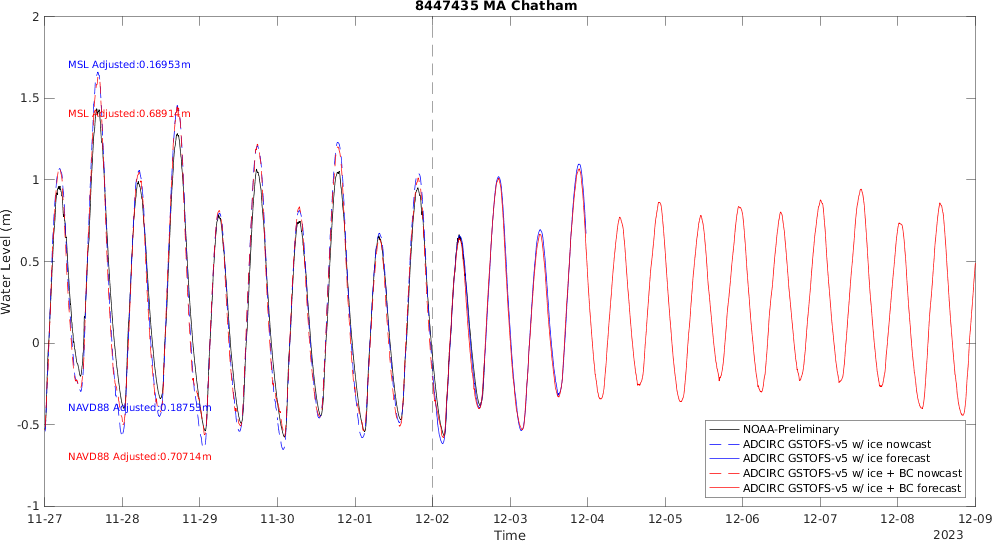 8447435 MA Chatham
2
1.5
1
0.5
0
-0.5
-1
Water Level (m)
MSL Adjusted:0.16953m
MSL Adjusted:0.68914m
NAVD88 Adjusted:0.18755m
NAVD88 Adjusted:0.70714m
NOAA-Preliminary
ADCIRC GSTOFS-v5 w/ ice nowcast
ADCIRC GSTOFS-v5 w/ ice forecast
ADCIRC GSTOFS-v5 w/ ice + BC nowcast
ADCIRC GSTOFS-v5 w/ ice + BC forecast
11-27 11-28 11-29 11-30 12-01 12-02 12-03 12-04 12-05 12-06 12-07 12-08 12-09
Time
2023